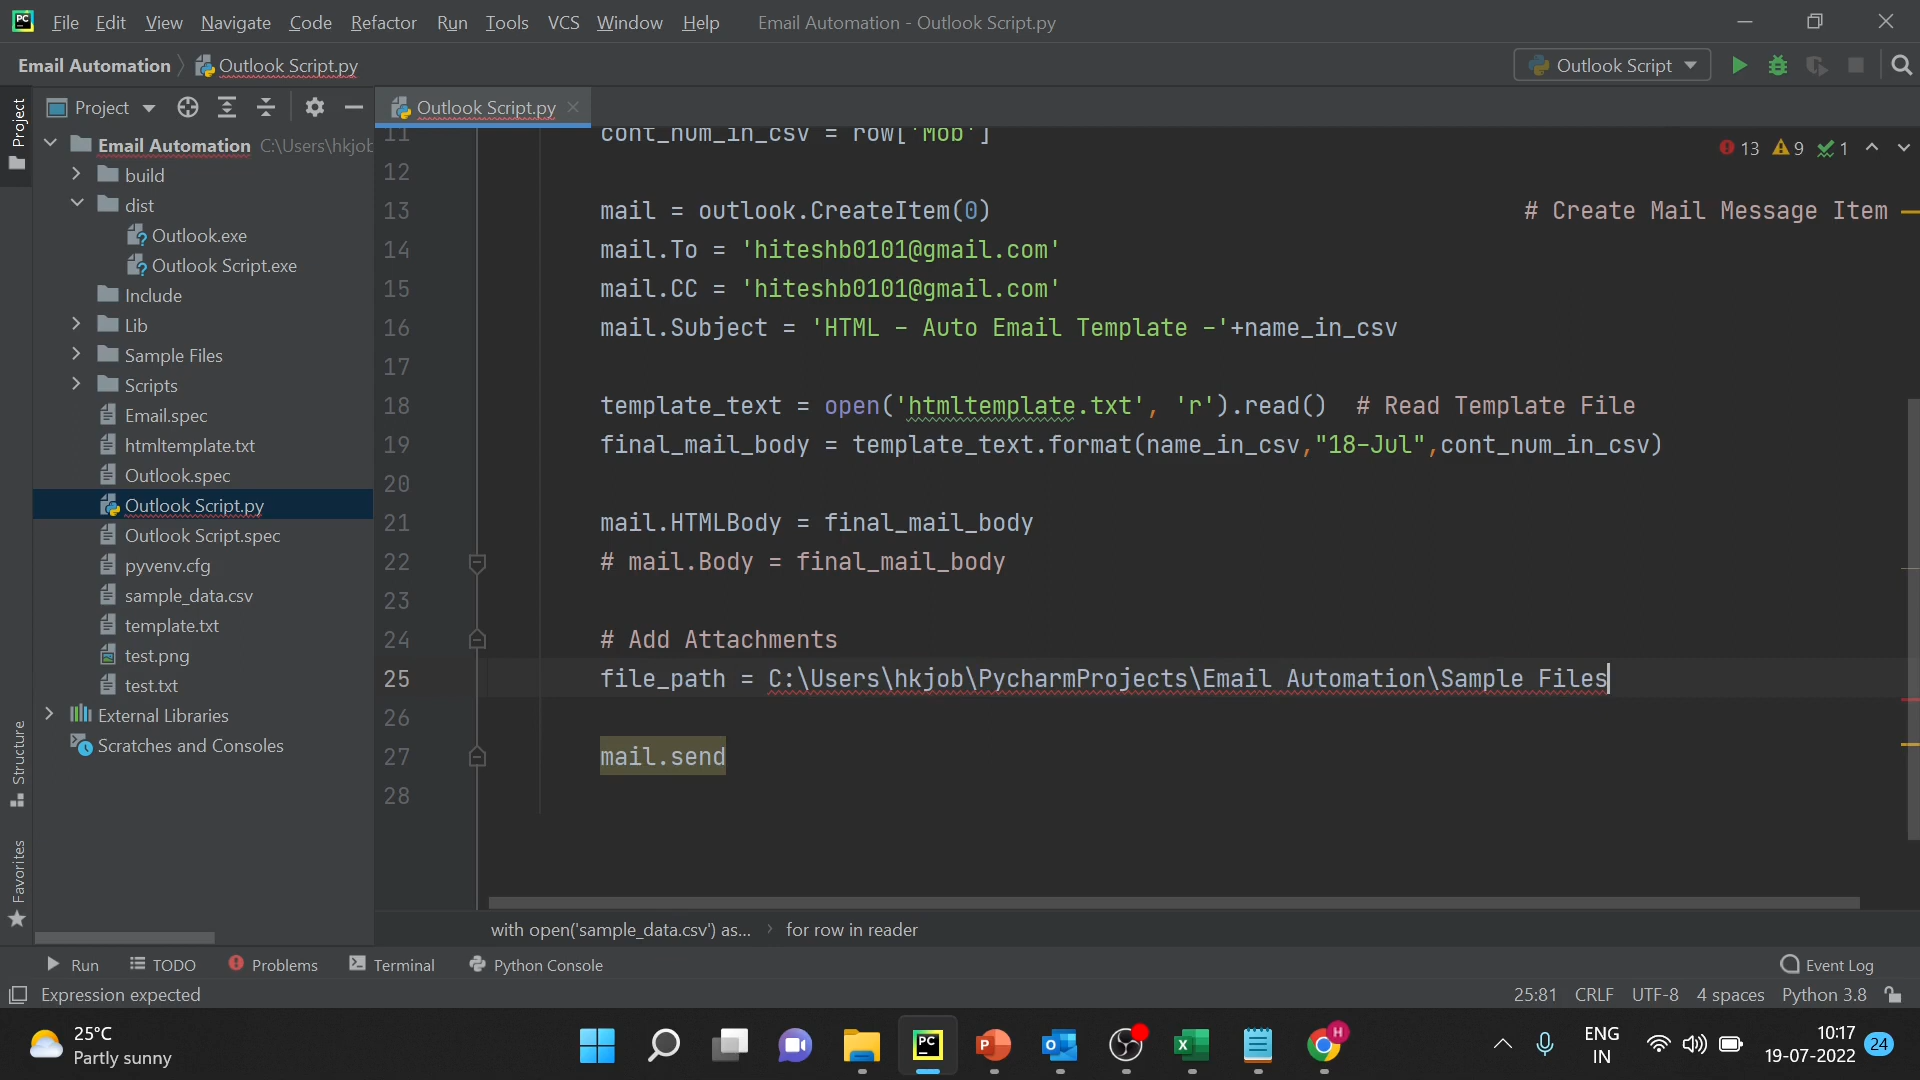 PC File Edit View Navigate Code Refactor Run Tools VCS Window Help Email Automation - Outlook Script.py
Email Automation Outlook Script.py Outlook Script
Project Outlook Script.py
Project
11 cont_num_in_csv = row['Mob']
Email Automation C:\Users\hkjob
13 9 1
build
12
dist
13 mail = outlook.CreateItem(0) # Create Mail Message Item
Outlook.exe
14 mail.To = 'hiteshb0101@gmail.com'
Outlook Script.exe
15 mail.CC = 'hiteshb0101@gmail.com'
Include
16 mail.Subject = 'HTML - Auto Email Template -'+name_in_csv
Lib
17
Sample Files
18 template_text = open('htmltemplate.txt', 'r').read() # Read Template File
Scripts
19 final_mail_body = template_text.format(name_in_csv,"18-Jul",cont_num_in_csv)
Email.spec
20
htmltemplate.txt
21 mail.HTMLBody = final_mail_body
Outlook.spec
22 # mail.Body = final_mail_body
Outlook Script.py
23
Outlook Script.spec
24 # Add Attachments
pyvenv.cfg
25 file_path = C:\Users\hkjob\PycharmProjects\Email Automation\Sample Files
sample_data.csv
26
template.txt
27 mail.send
test.png
28
test.txt
External Libraries
Scratches and Consoles
Structure
Favorites
with open('sample_data.csv') as... for row in reader
Run TODO Problems Terminal Python Console Event Log
Expression expected 25:81 CRLF UTF-8 4 spaces Python 3.8
25°C
Partly sunny
PC P O X H
ENG
IN
10:17
19-07-2022 24